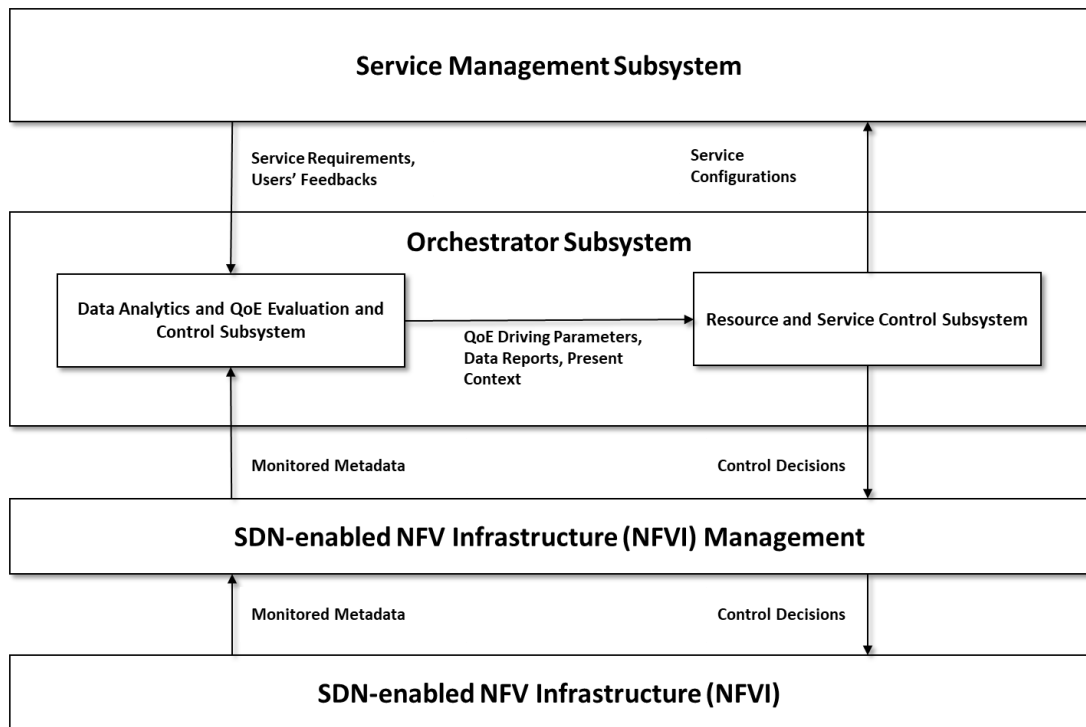 Service Management Subsystem
Service Requirements,
Users’ Feedbacks
Service
Configurations
Orchestrator Subsystem
Data Analytics and QoE Evaluation and
Control Subsystem
QoE Driving Parameters,
Data Reports, Present
Context
Resource and Service Control Subsystem
Monitored Metadata
Control Decisions
SDN-enabled NFV Infrastructure (NFVI) Management
Monitored Metadata
Control Decisions
SDN-enabled NFV Infrastructure (NFVI)